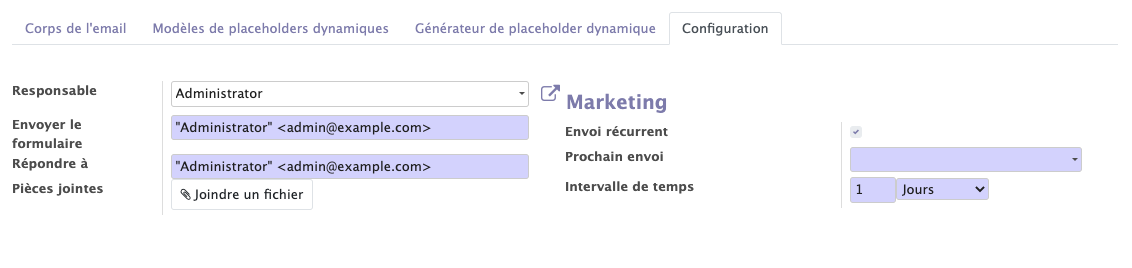 Corps de l'email
Modèles de placeholders dynamiques
Générateur de placeholder dynamique
Configuration
Responsable
Administrator
Envoyer le
formulaire
"Administrator" <admin@example.com>
Répondre à
"Administrator" <admin@example.com>
Pièces jointes
Joindre un fichier
Marketing
Envoi récurrent
Prochain envoi
Intervalle de temps
1
Jours